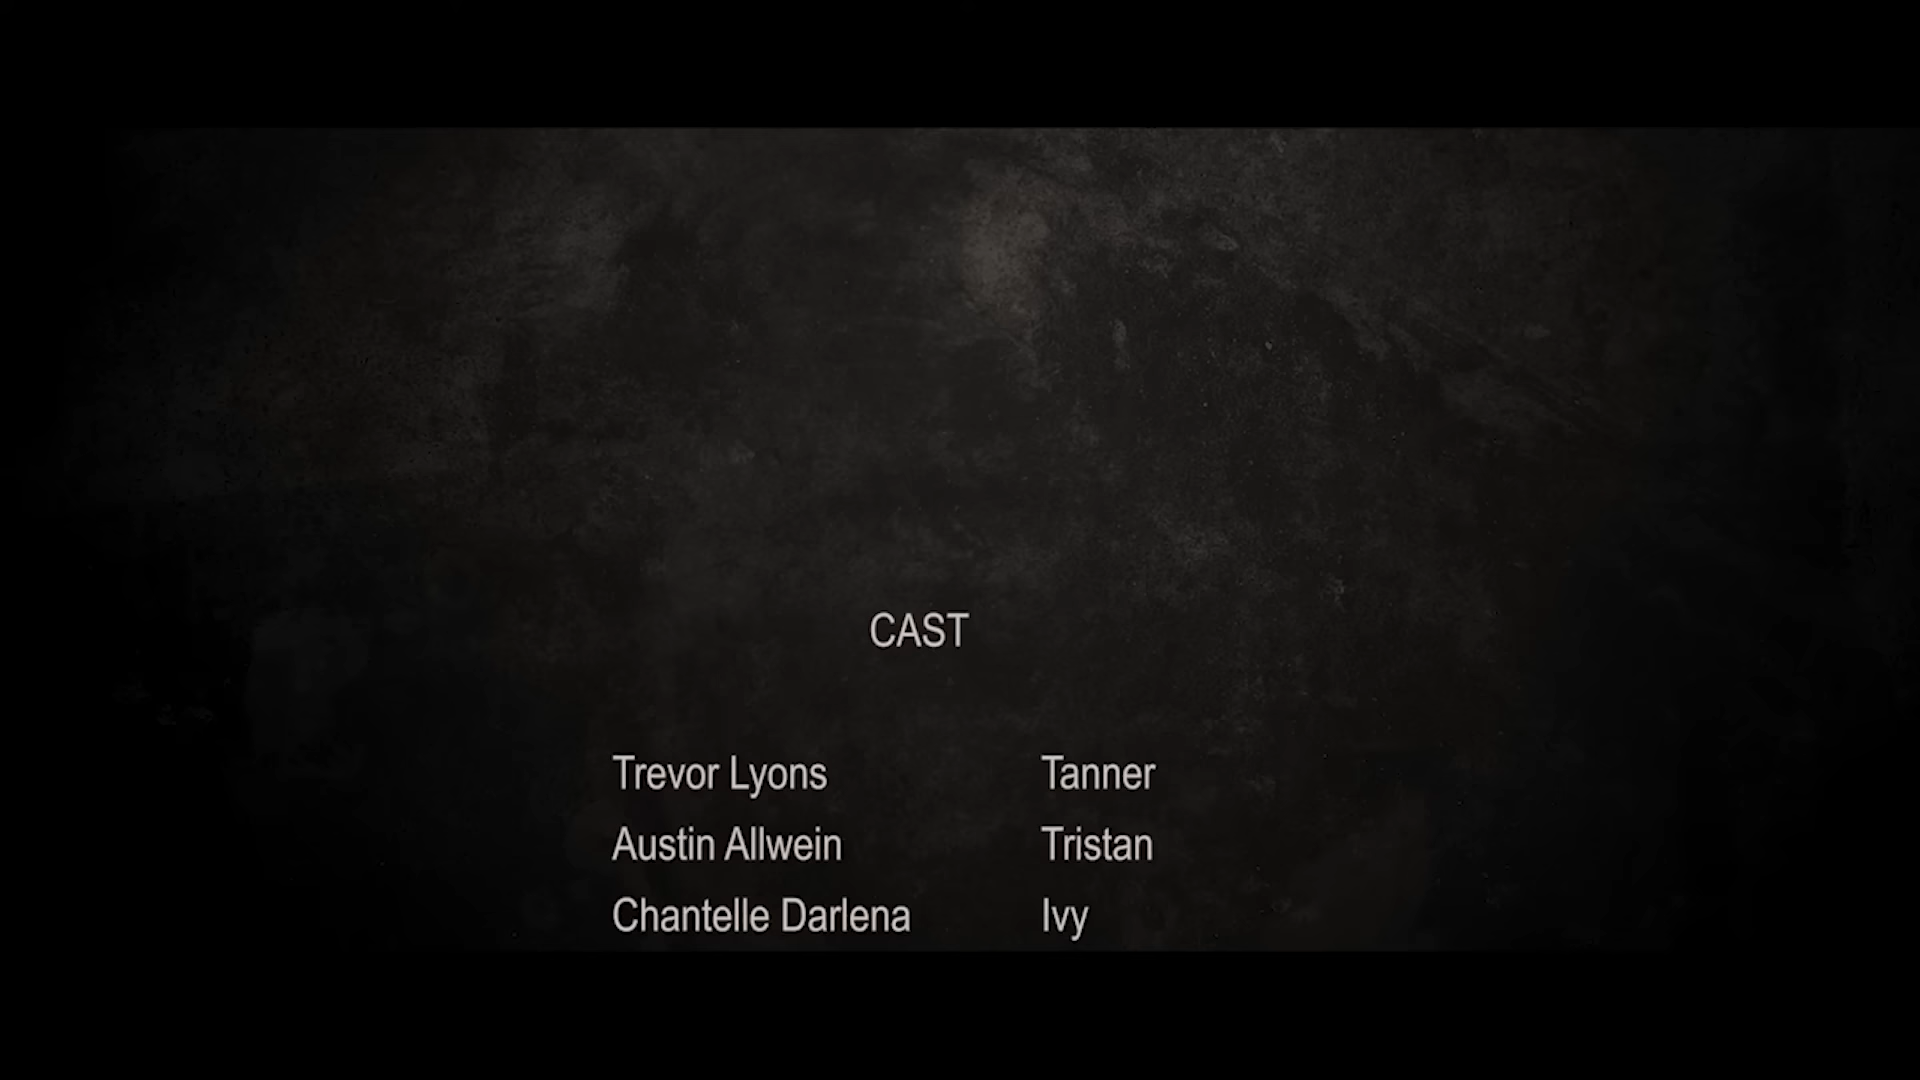 CAST
Trevor Lyons Tanner
Austin Allwein Tristan
Chantelle Darlena Ivy